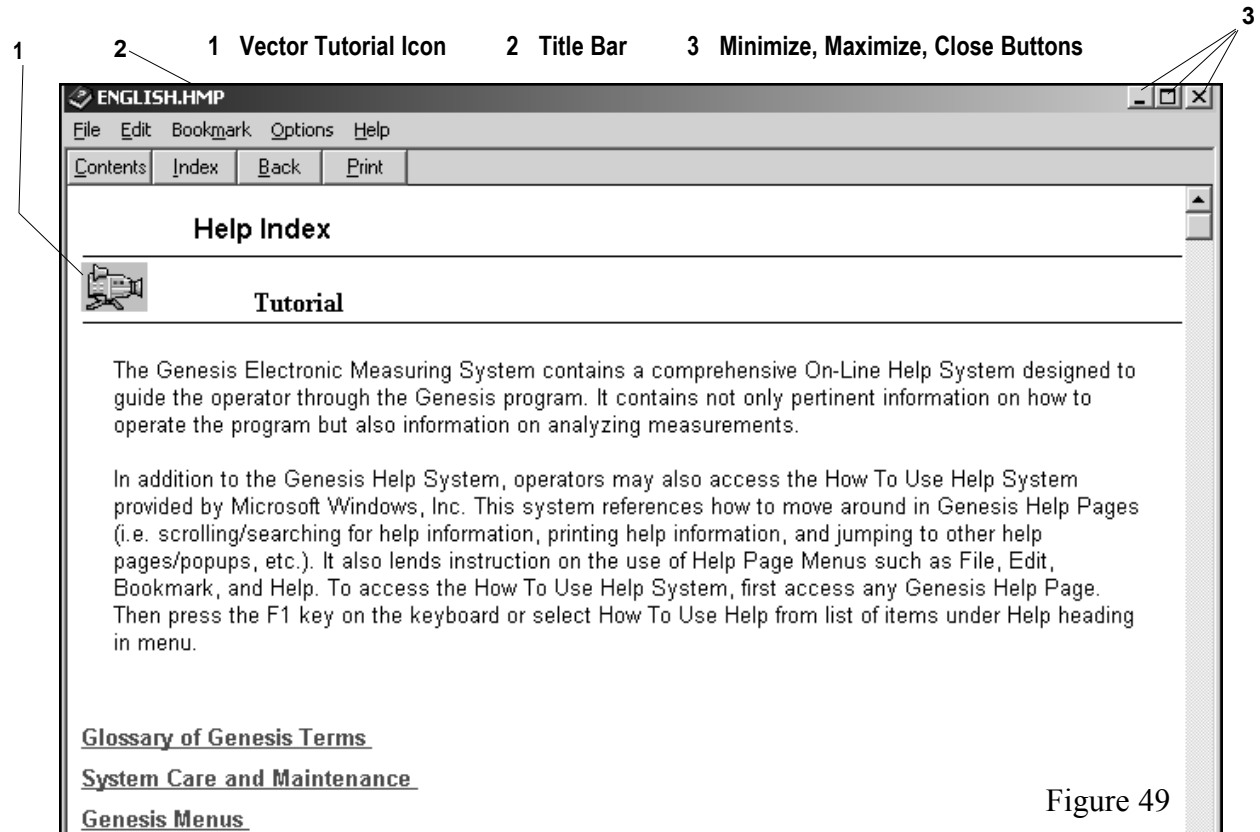 3
1
2
1 Vector Tutorial Icon 2 Title Bar 3 Minimize, Maximize, Close Buttons
ENGLISH.HMP
File Edit Bookmark Options Help
Contents Index Back Print
Help Index
Tutorial
The Genesis Electronic Measuring System contains a comprehensive On-Line Help System designed to
guide the operator through the Genesis program. It contains not only pertinent information on how to
operate the program but also information on analyzing measurements.
In addition to the Genesis Help System, operators may also access the How To Use Help System
provided by Microsoft Windows, Inc. This system references how to move around in Genesis Help Pages
(i.e. scrolling/searching for help information, printing help information, and jumping to other help
pages/popups, etc.). It also lends instruction on the use of Help Page Menus such as File, Edit,
Bookmark, and Help. To access the How To Use Help System, first access any Genesis Help Page.
Then press the F1 key on the keyboard or select How To Use Help from list of items under Help heading
in menu.
Glossary of Genesis Terms
System Care and Maintenance
Genesis Menus
Figure 49